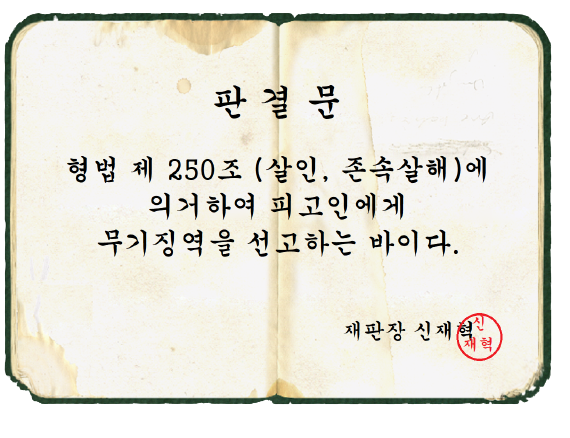 판결문
형법 제 250조 (살인, 존속살해)에
의거하여 피고인에게
무기징역을 선고하는 바이다.
재판장 신재혁
신
재혁